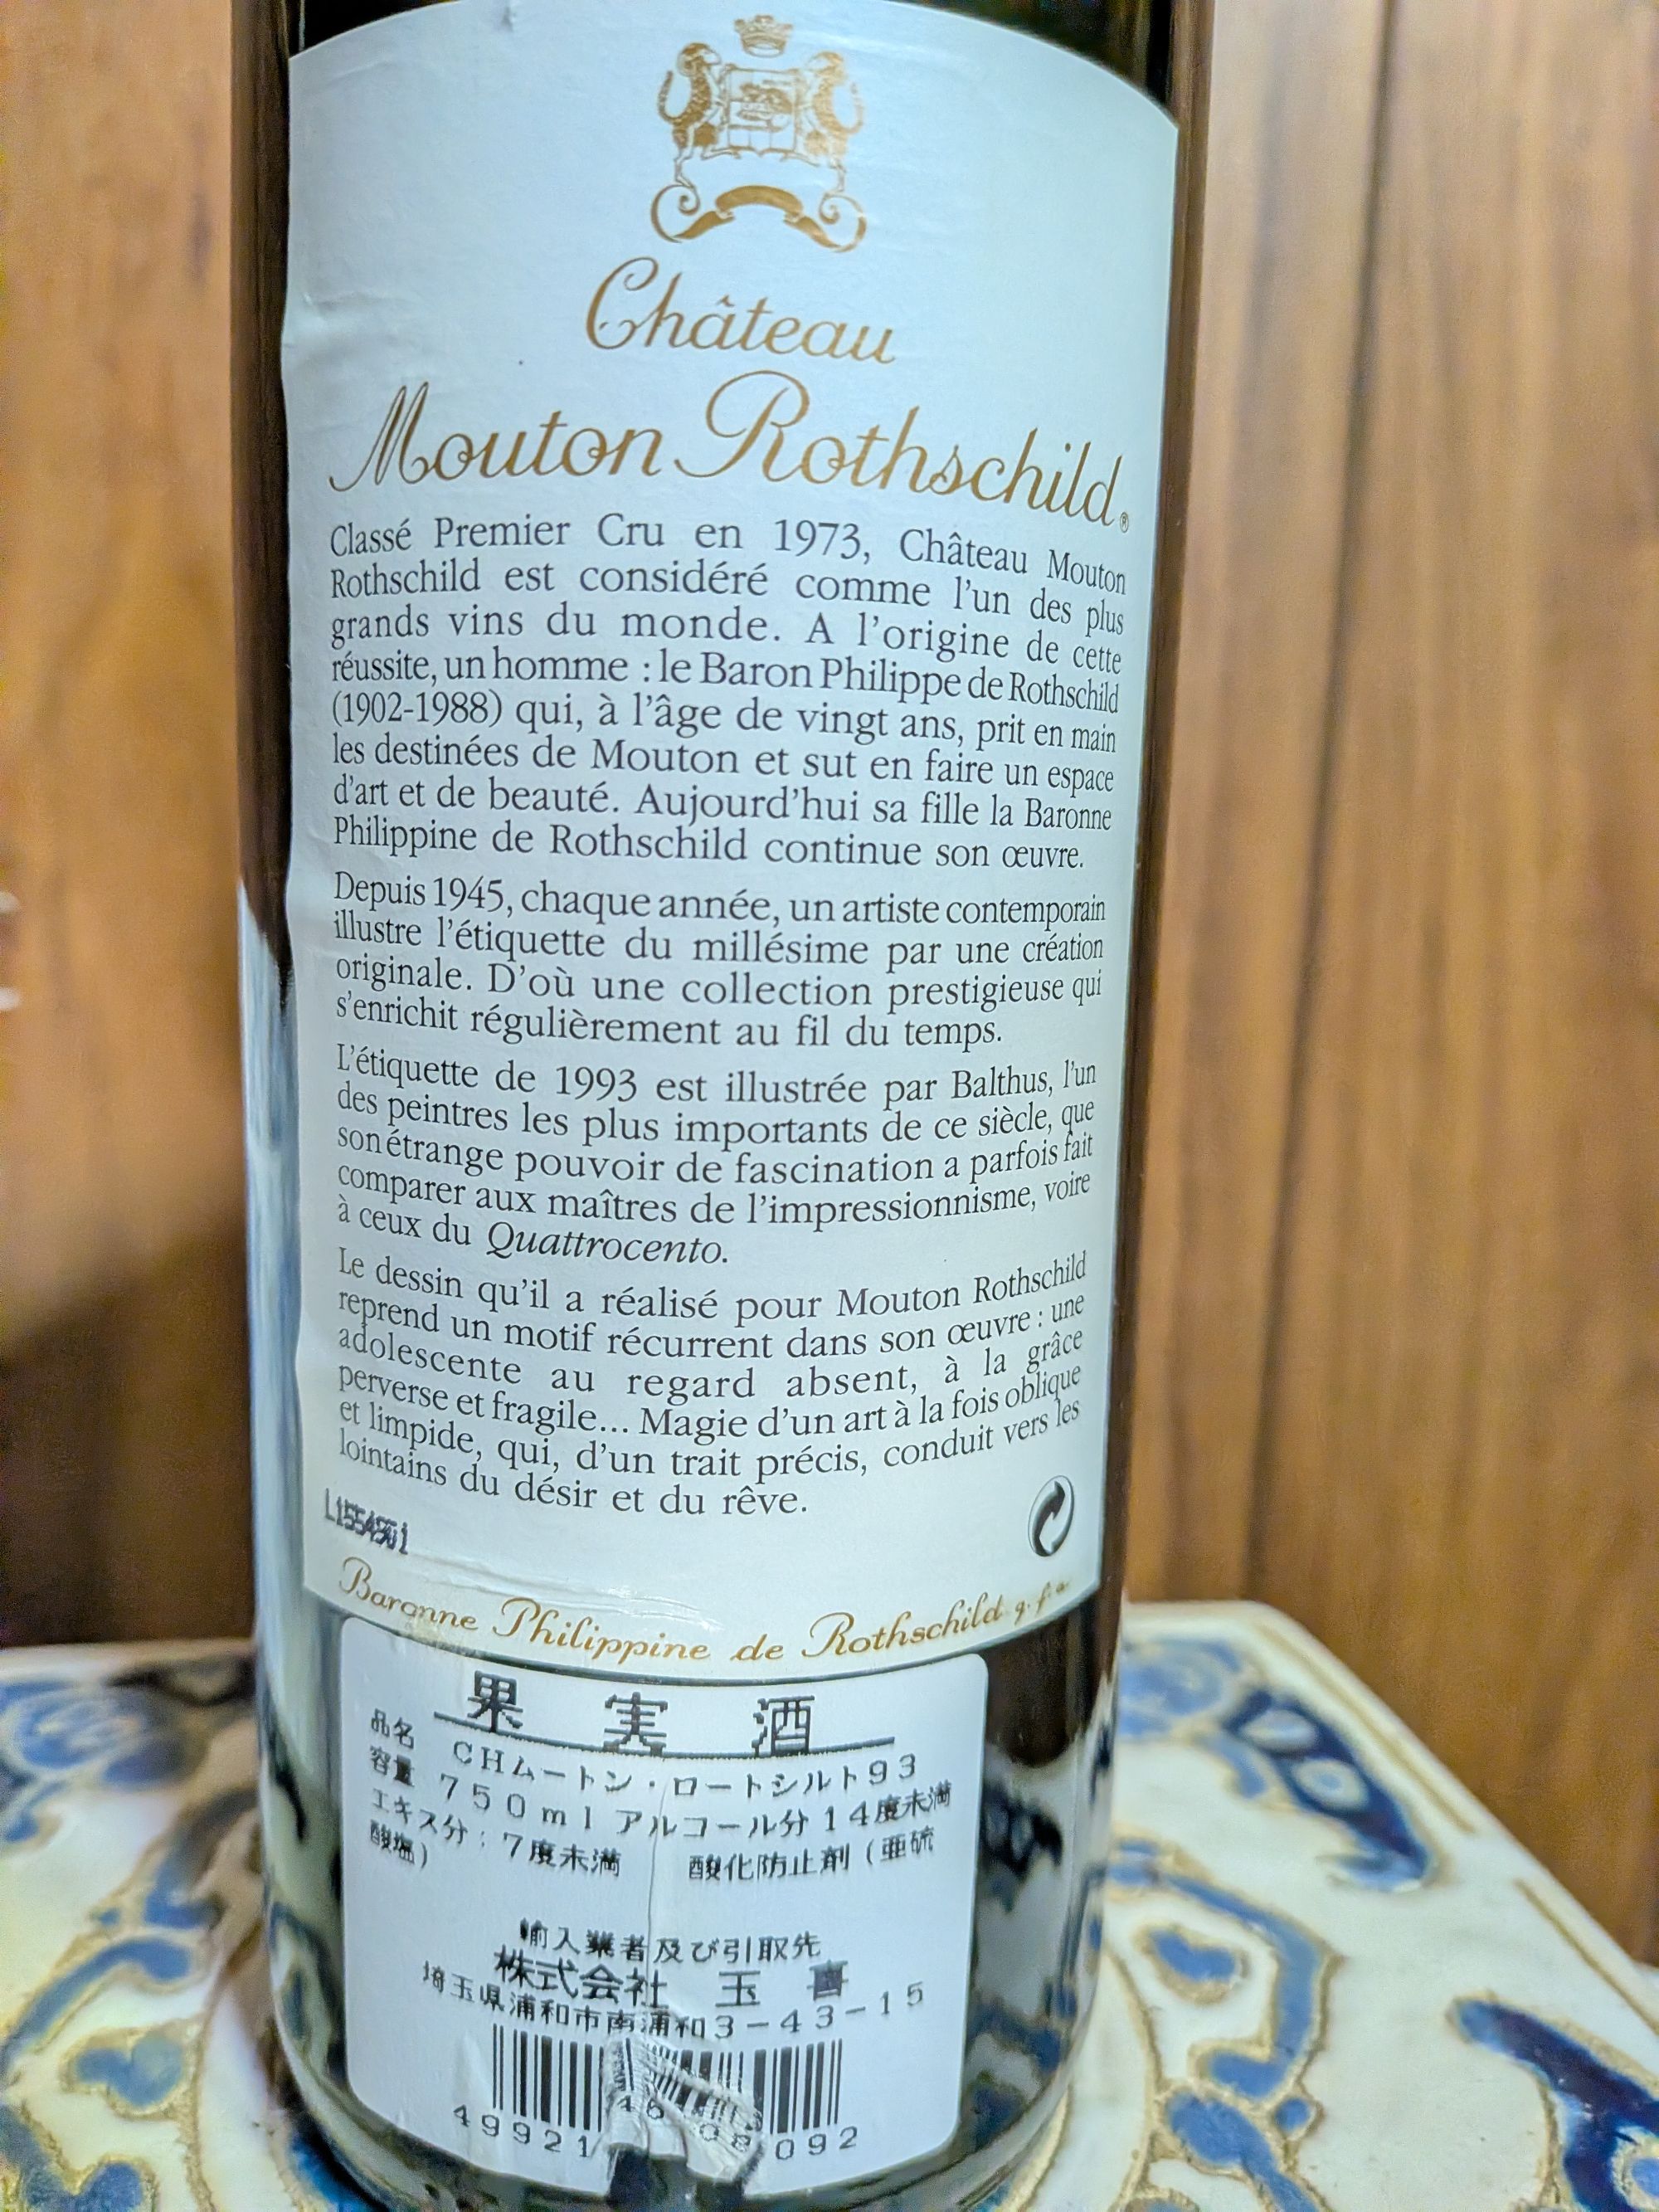 Château
Mouton Rothschild®
Classé Premier Cru en 1973, Château Mouton
Rothschild est considéré comme l'un des plus
grands vins du monde. A l'origine de cette
réussite, un homme : le Baron Philippe de Rothschild
(1902-1988) qui, à l'âge de vingt ans, prit en main
les destinées de Mouton et sut en faire un espace
d'art et de beauté. Aujourd'hui sa fille la Baronne
Philippine de Rothschild continue son œuvre.
Depuis 1945, chaque année, un artiste contemporain
illustre l'étiquette du millésime par une création
originale. D'où une collection prestigieuse qui
s'enrichit régulièrement au fil du temps.
L'étiquette de 1993 est illustrée par Balthus, l'un
des peintres les plus importants de ce siècle, que
son étrange pouvoir de fascination a parfois fait
comparer aux maîtres de l'impressionnisme, voire
à ceux du Quattrocento.
Le dessin qu'il a réalisé pour Mouton Rothschild
reprend un motif récurrent dans son œuvre : une
adolescente au regard absent, à la grâce
perverse et fragile... Magie d'un art à la fois oblique
et limpide, qui, d'un trait précis, conduit vers les
lointains du désir et du rêve.
Baronne Philippine de Rothschild g.f.a.
果実酒
品名 CHムートン・ロートシルト93
容量 750ml アルコール分14度未満
エキス分：7度未満 酸化防止剤（亜硫
酸塩）
輸入業者及び引取先
株式会社 玉喜
埼玉県浦和市南浦和3-43-15
49921 092